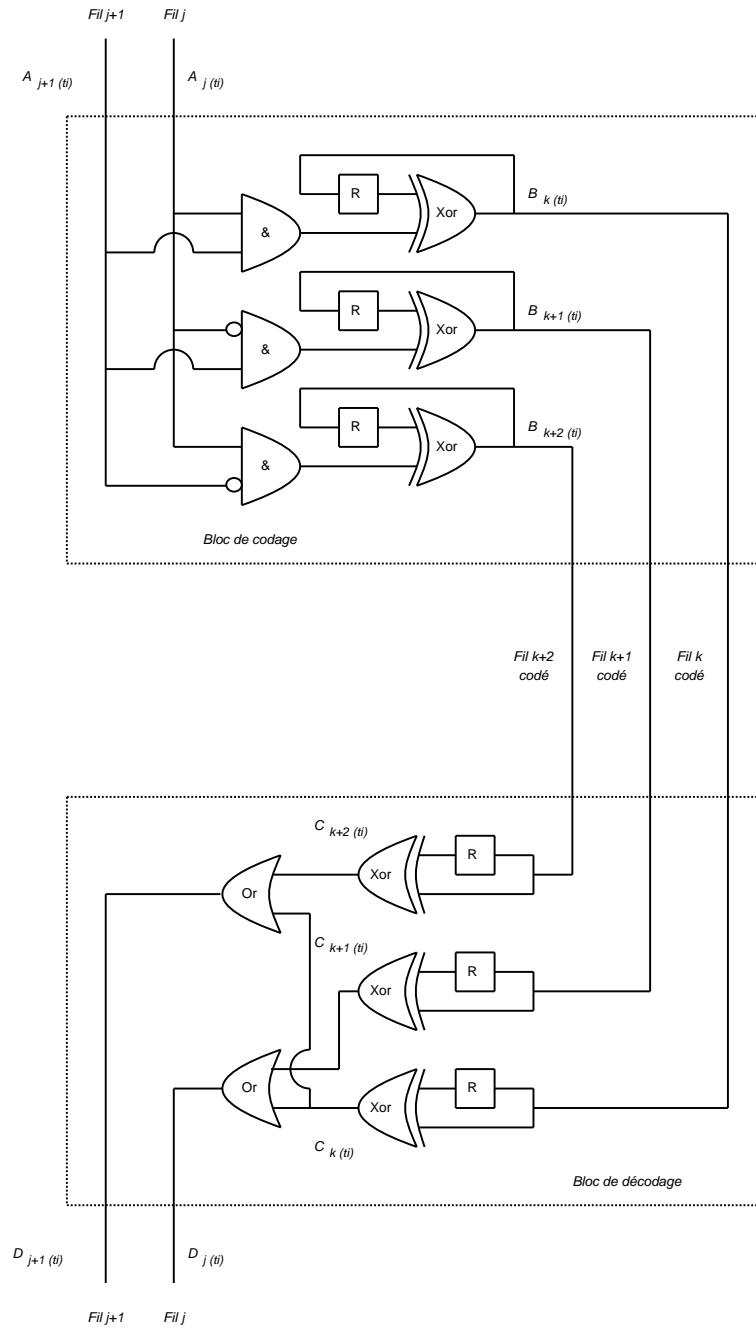 Fil j+1 Fil j
A j+1 (ti) A j (ti)
R
Xor
B k (ti)
&
R
Xor
B k+1 (ti)
&
R
Xor
B k+2 (ti)
&
Bloc de codage
Fil k+2 codé
Fil k+1 codé
Fil k codé
C k+2 (ti)
R
Xor
Or
C k+1 (ti)
R
Xor
Or
R
Xor
C k (ti)
Bloc de décodage
D j+1 (ti) D j (ti)
Fil j+1 Fil j